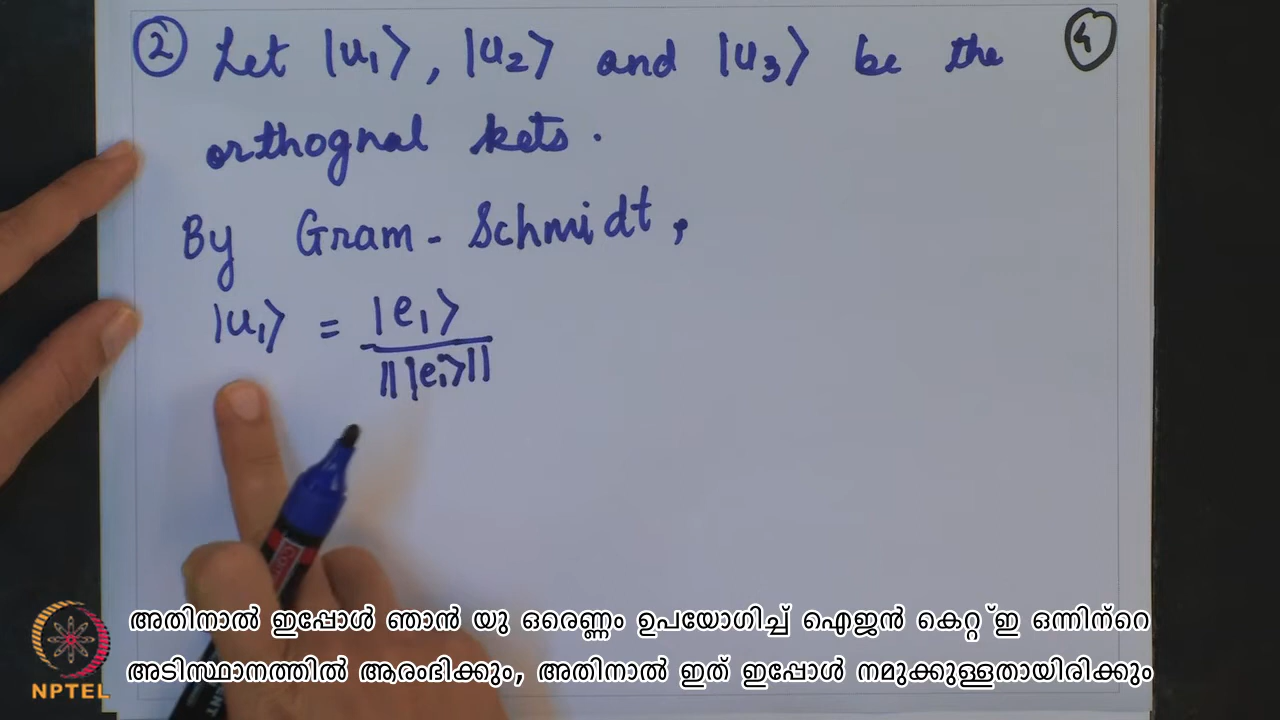 ② Let |u₁⟩, |u₂⟩ and |u₃⟩ be the
④
orthognal kets.
By Gram - Schmidt,
|u₁⟩ = |e₁⟩ / || |e₁⟩ ||
അതിനാൽ ഇപ്പോൾ ഞാൻ യു ഒരെണ്ണം ഉപയോഗിച്ച് ഐജൻ കെറ്റ് ഇ ഒന്നിന്റെ
അടിസ്ഥാനത്തിൽ ആരംഭിക്കും, അതിനാൽ ഇത് ഇപ്പോൾ നമുക്കുള്ളതായിരിക്കും
NPTEL